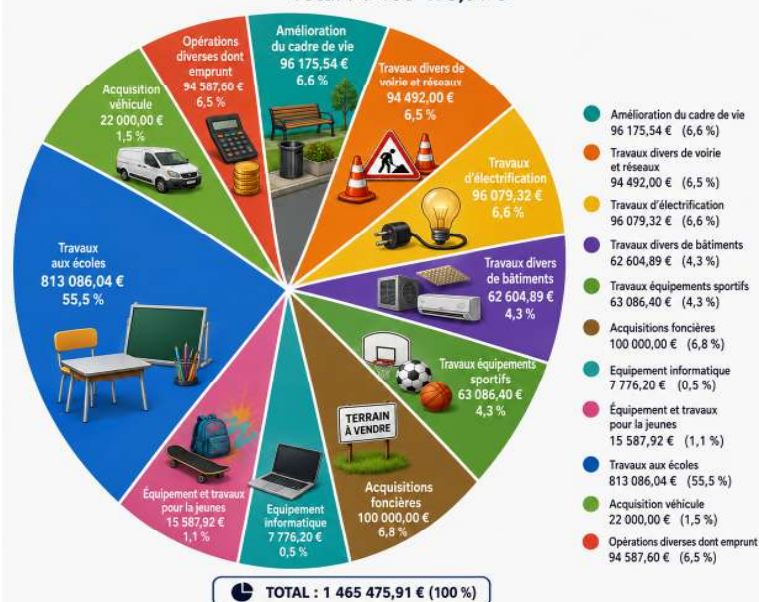 Opérations
diverses dont
emprunt
94 587,60 €
6,5 %
Amélioration
du cadre de vie
96 175,54 €
6.6 %
Travaux divers de
voirie et réseaux
94 492,00 €
6,5 %
Travaux
d'électrification
96 079,32 €
6,6 %
Travaux divers
de bâtiments
62 604,89 €
4,3 %
Travaux équipements
sportifs
63 086,40 €
4,3 %
TERRAIN
À VENDRE
Acquisitions
foncières
100 000,00 €
6,8 %
Equipement
informatique
7 776,20 €
0,5 %
Équipement et travaux
pour la jeunes
15 587,92 €
1,1 %
Travaux
aux écoles
813 086,04 €
55,5 %
Acquisition
véhicule
22 000,00 €
1,5 %
Amélioration du cadre de vie
96 175,54 € (6,6 %)
Travaux divers de voirie
et réseaux
94 492,00 € (6,5 %)
Travaux d'électrification
96 079,32 € (6,6 %)
Travaux divers de bâtiments
62 604,89 € (4,3 %)
Travaux équipements sportifs
63 086,40 € (4,3 %)
Acquisitions foncières
100 000,00 € (6,8 %)
Equipement informatique
7 776,20 € (0,5 %)
Équipement et travaux
pour la jeunes
15 587,92 € (1,1 %)
Travaux aux écoles
813 086,04 € (55,5 %)
Acquisition véhicule
22 000,00 € (1,5 %)
Opérations diverses dont emprunt
94 587,60 € (6,5 %)
TOTAL : 1 465 475,91 € (100 %)